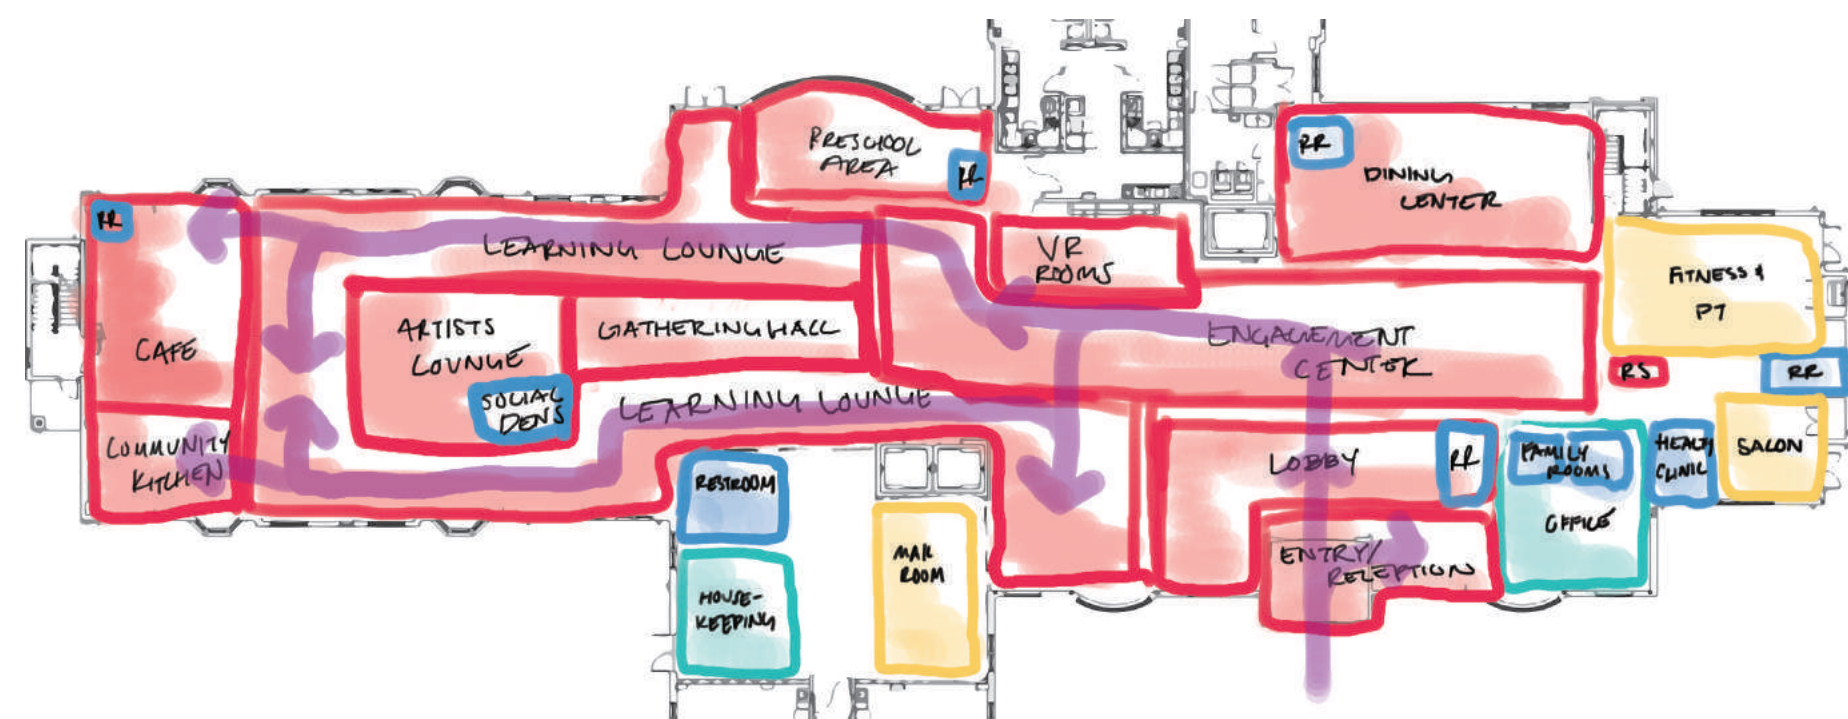 PRESCHOOL
AREA
RR
RR
DINING
CENTER
RR
CAFE
LEARNING LOUNGE
VR
ROOMS
FITNESS &
PT
ARTISTS
LOUNGE
GATHERING HALL
ENGAGEMENT
CENTER
RS
RR
SOCIAL
DENS
LEARNING LOUNGE
COMMUNITY
KITCHEN
RESTROOM
LOBBY
RR
FAMILY
ROOMS
HEALTH
CLINIC
SALON
OFFICE
MAIL
ROOM
ENTRY/
RECEPTION
HOUSE-
KEEPING